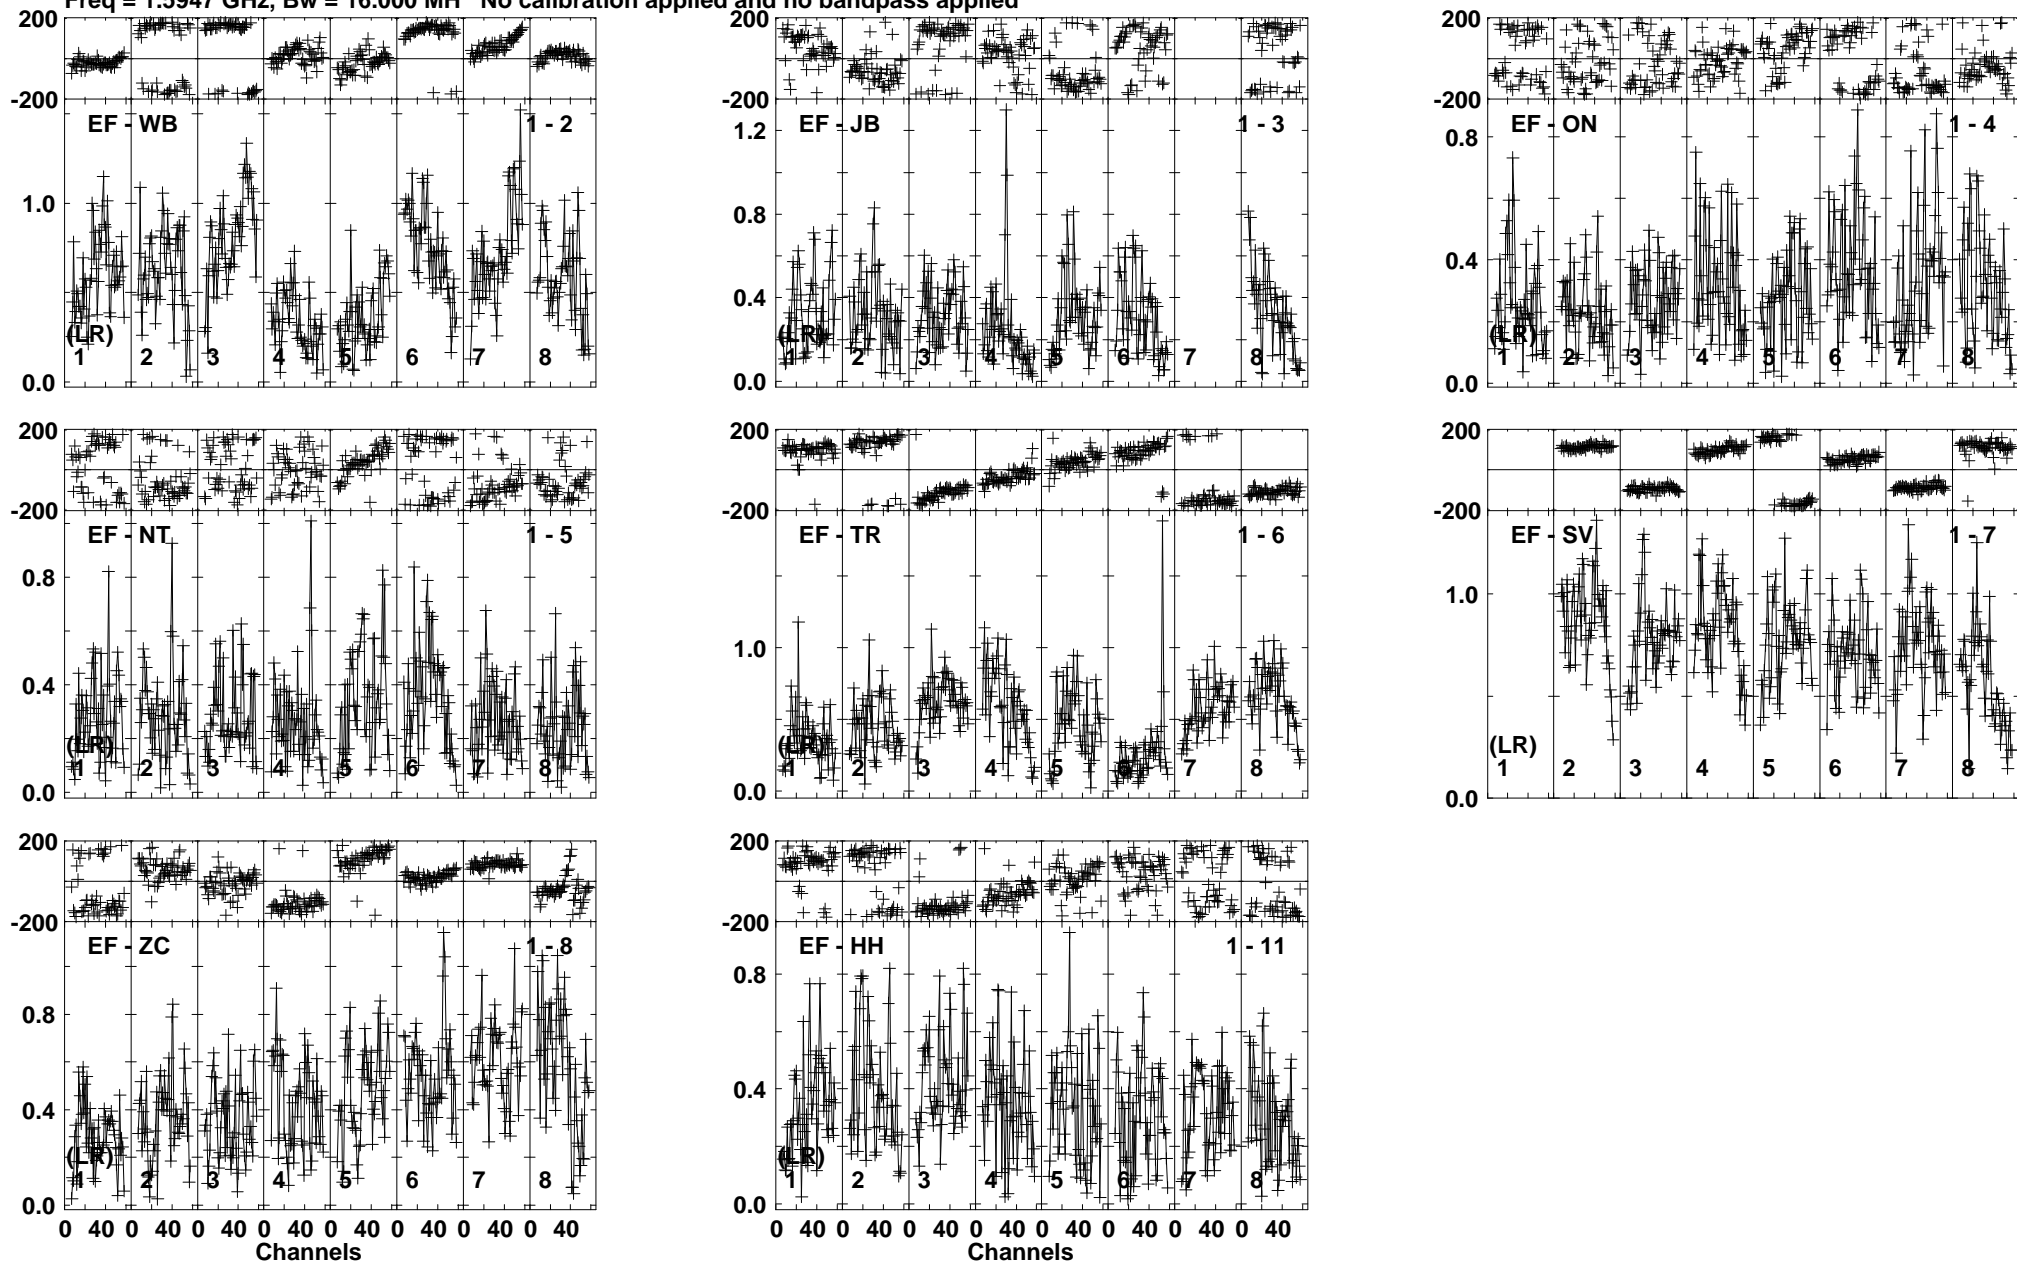 Freq = 1.5947 GHz, Bw = 16.000 MH   No calibration applied and no bandpass applied
200 200 200
-200 -200 -200
EF - WB 1 - 2 EF - JB 1 - 3 EF - ON 1 - 4
1.2 0.8
1.0 0.8
0.4 0.4
(LR) (LR) (LR)
1 2 3 4 5 6 7 8 1 2 3 4 5 6 7 8 1 2 3 4 5 6 7 8
0.0 0.0 0.0
200 200 200
-200 -200 -200
EF - NT 1 - 5 EF - TR 1 - 6 EF - SV 1 - 7
0.8 1.0 1.0
0.4
(LR) (LR) (LR)
1 2 3 4 5 6 7 8 1 2 3 4 5 6 7 8 1 2 3 4 5 6 7 8
0.0 0.0 0.0
200 200
-200 -200
EF - ZC 1 - 8 EF - HH 1 - 11
0.8 0.8
0.4 0.4
(LR) (LR)
1 2 3 4 5 6 7 8 1 2 3 4 5 6 7 8
0.0 0.0
0 40 0 40 0 40 0 40 0 40 0 40 0 40 0 40 0 40 0 40 0 40 0 40 0 40 0 40 0 40 0 40
Channels Channels